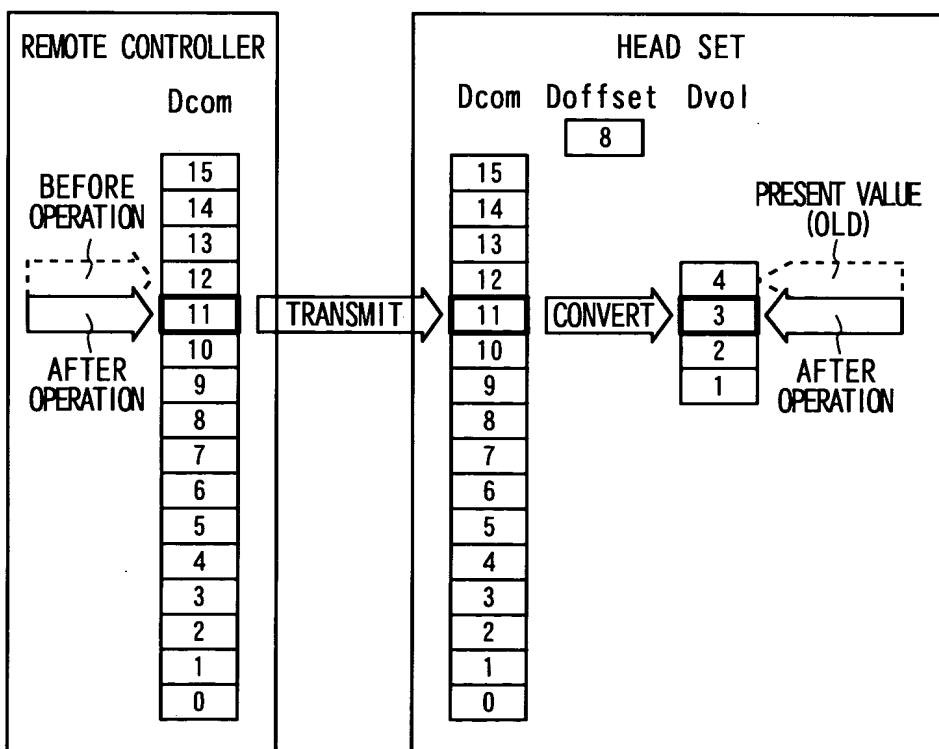 REMOTE CONTROLLER
Dcom
BEFORE
OPERATION
15
14
13
12
11
10
9
8
7
6
5
4
3
2
1
0
AFTER
OPERATION
TRANSMIT
HEAD SET
Dcom Doffset Dvol
8
15
14
13
12
11
10
9
8
7
6
5
4
3
2
1
0
CONVERT
4
3
2
1
PRESENT VALUE
(OLD)
AFTER
OPERATION